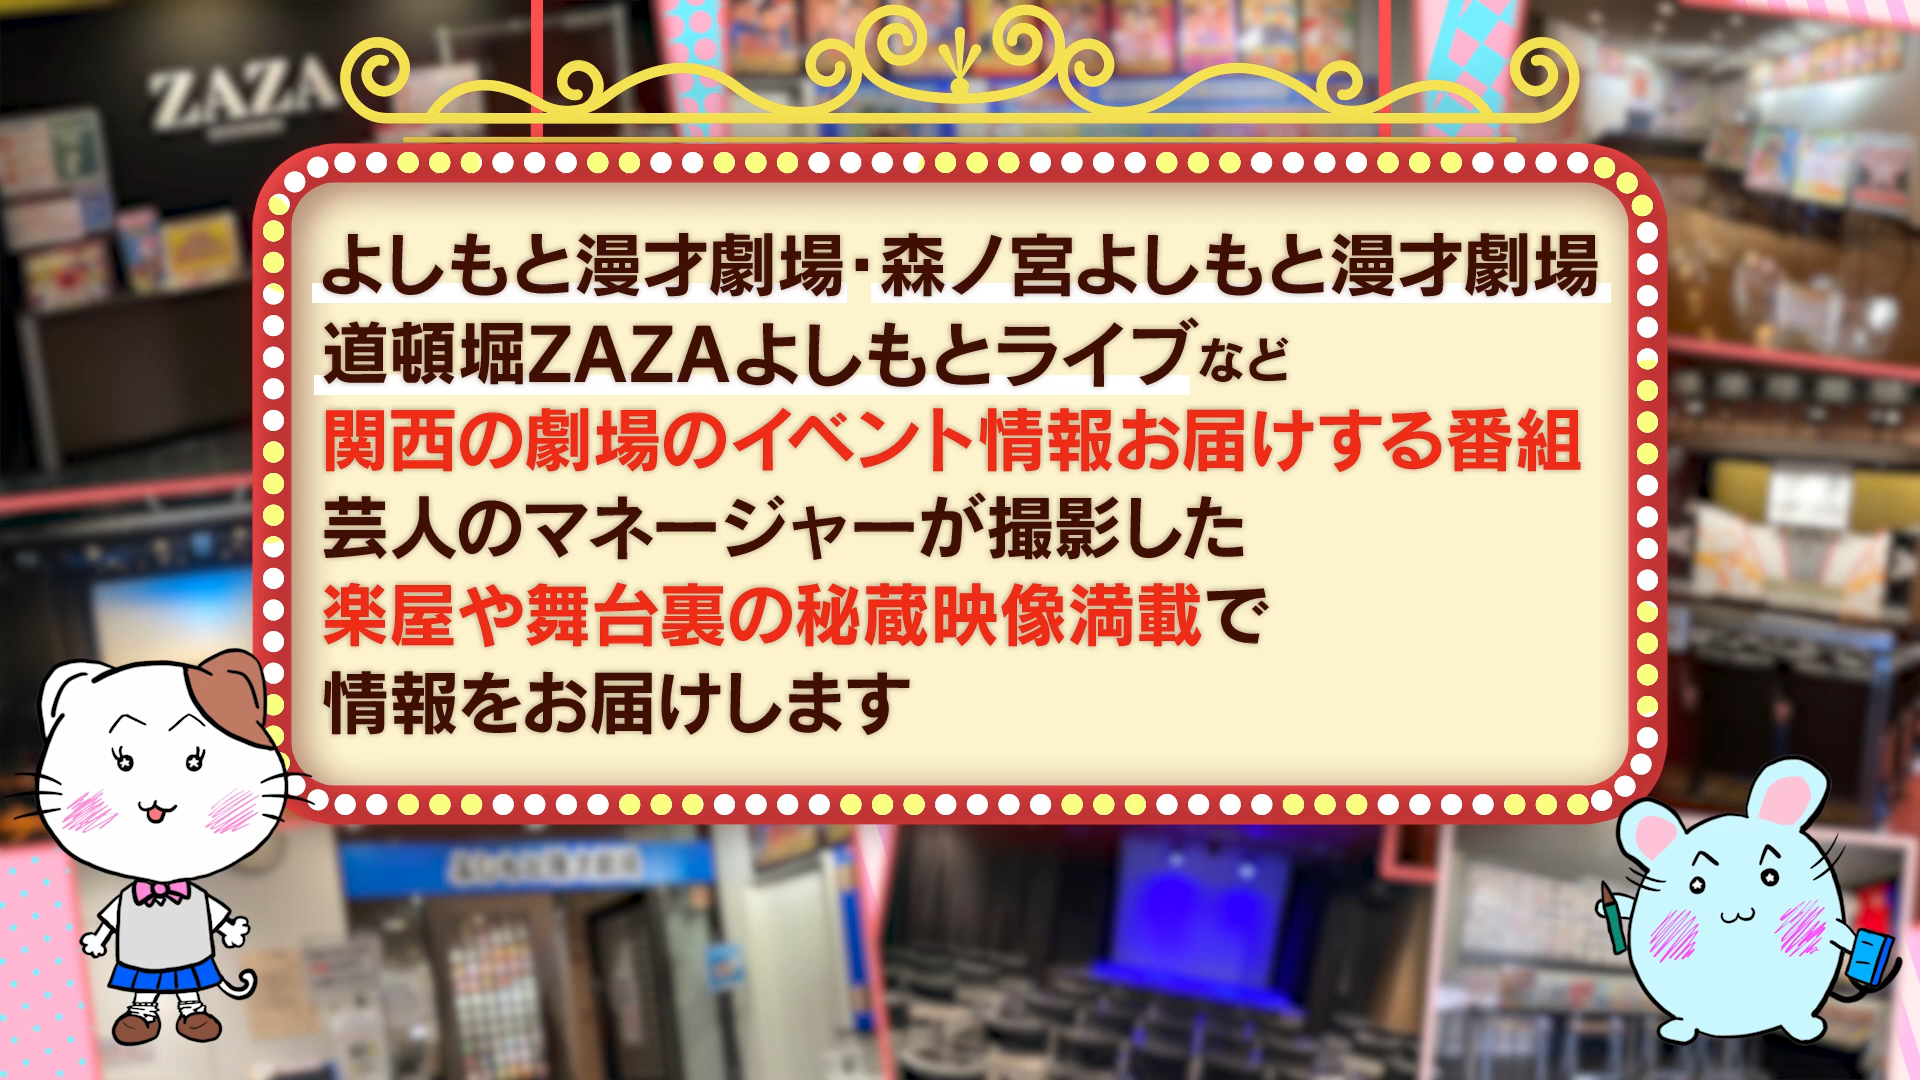 ZAZA
よしもと漫才劇場・森ノ宮よしもと漫才劇場
道頓堀ZAZAよしもとライブなど
関西の劇場のイベント情報お届けする番組
芸人のマネージャーが撮影した
楽屋や舞台裏の秘蔵映像満載で
情報をお届けします